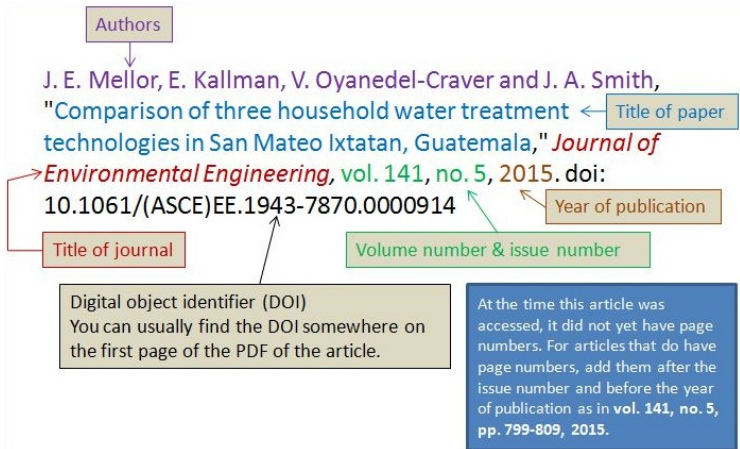 Authors
J. E. Mellor, E. Kallman, V. Oyanedel-Craver and J. A. Smith,
"Comparison of three household water treatment
Title of paper
technologies in San Mateo Ixtatan, Guatemala," Journal of
Environmental Engineering, vol. 141, no. 5, 2015. doi:
10.1061/(ASCE)EE.1943-7870.0000914
Year of publication
Title of journal
Volume number & issue number
Digital object identifier (DOI)
You can usually find the DOI somewhere on
the first page of the PDF of the article.
At the time this article was
accessed, it did not yet have page
numbers. For articles that do have
page numbers, add them after the
issue number and before the year
of publication as in vol. 141, no. 5,
pp. 799-809, 2015.